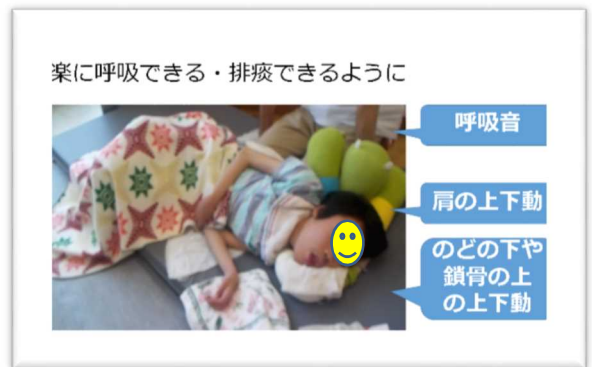 楽に呼吸できる・排痰できるように
呼吸音
肩の上下動
のどの下や
鎖骨の上
の上下動